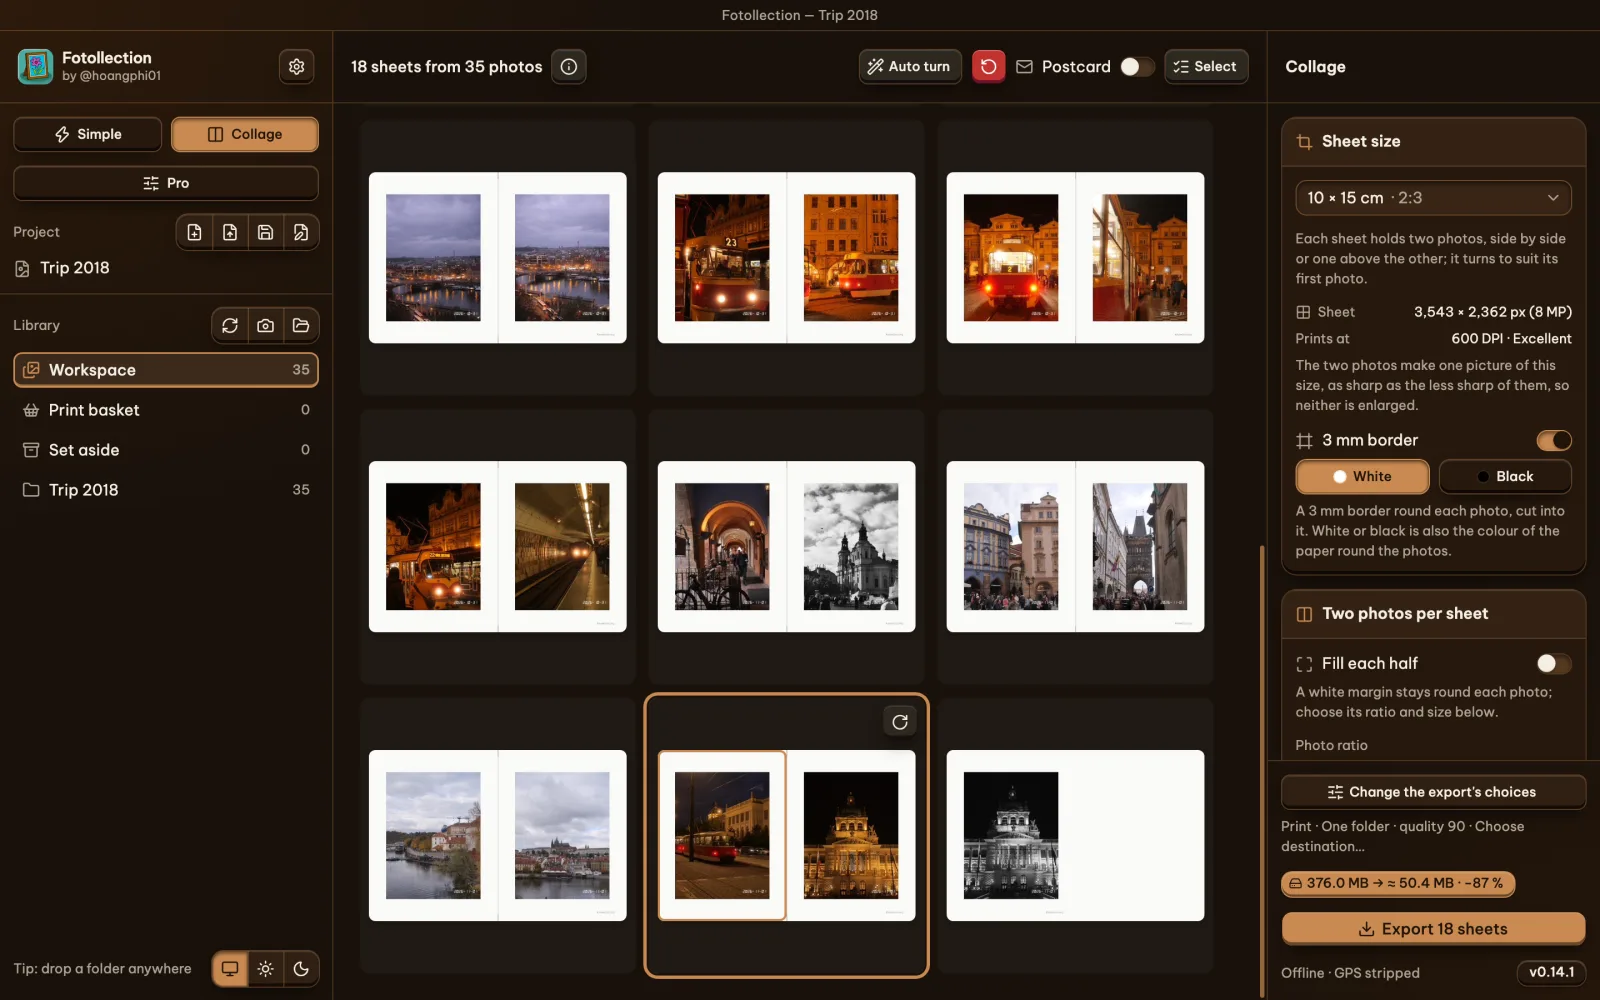 Fotollection — Trip 2018
Fotollection
by @hoangphi01
Simple
Collage
Pro
Project
Trip 2018
Library
Workspace 35
Print basket 0
Set aside 0
Trip 2018 35
Tip: drop a folder anywhere
18 sheets from 35 photos
Auto turn
Postcard
Select
23
Collage
Sheet size
10 × 15 cm · 2:3
Each sheet holds two photos, side by side
or one above the other; it turns to suit its
first photo.
Sheet 3,543 × 2,362 px (8 MP)
Prints at 600 DPI · Excellent
The two photos make one picture of this
size, as sharp as the less sharp of them, so
neither is enlarged.
3 mm border
White
Black
A 3 mm border round each photo, cut into
it. White or black is also the colour of the
paper round the photos.
Two photos per sheet
Fill each half
A white margin stays round each photo;
choose its ratio and size below.
Photo ratio
Change the export's choices
Print · One folder · quality 90 · Choose
destination…
376.0 MB → ≈ 50.4 MB · −87 %
Export 18 sheets
Offline · GPS stripped
v0.14.1